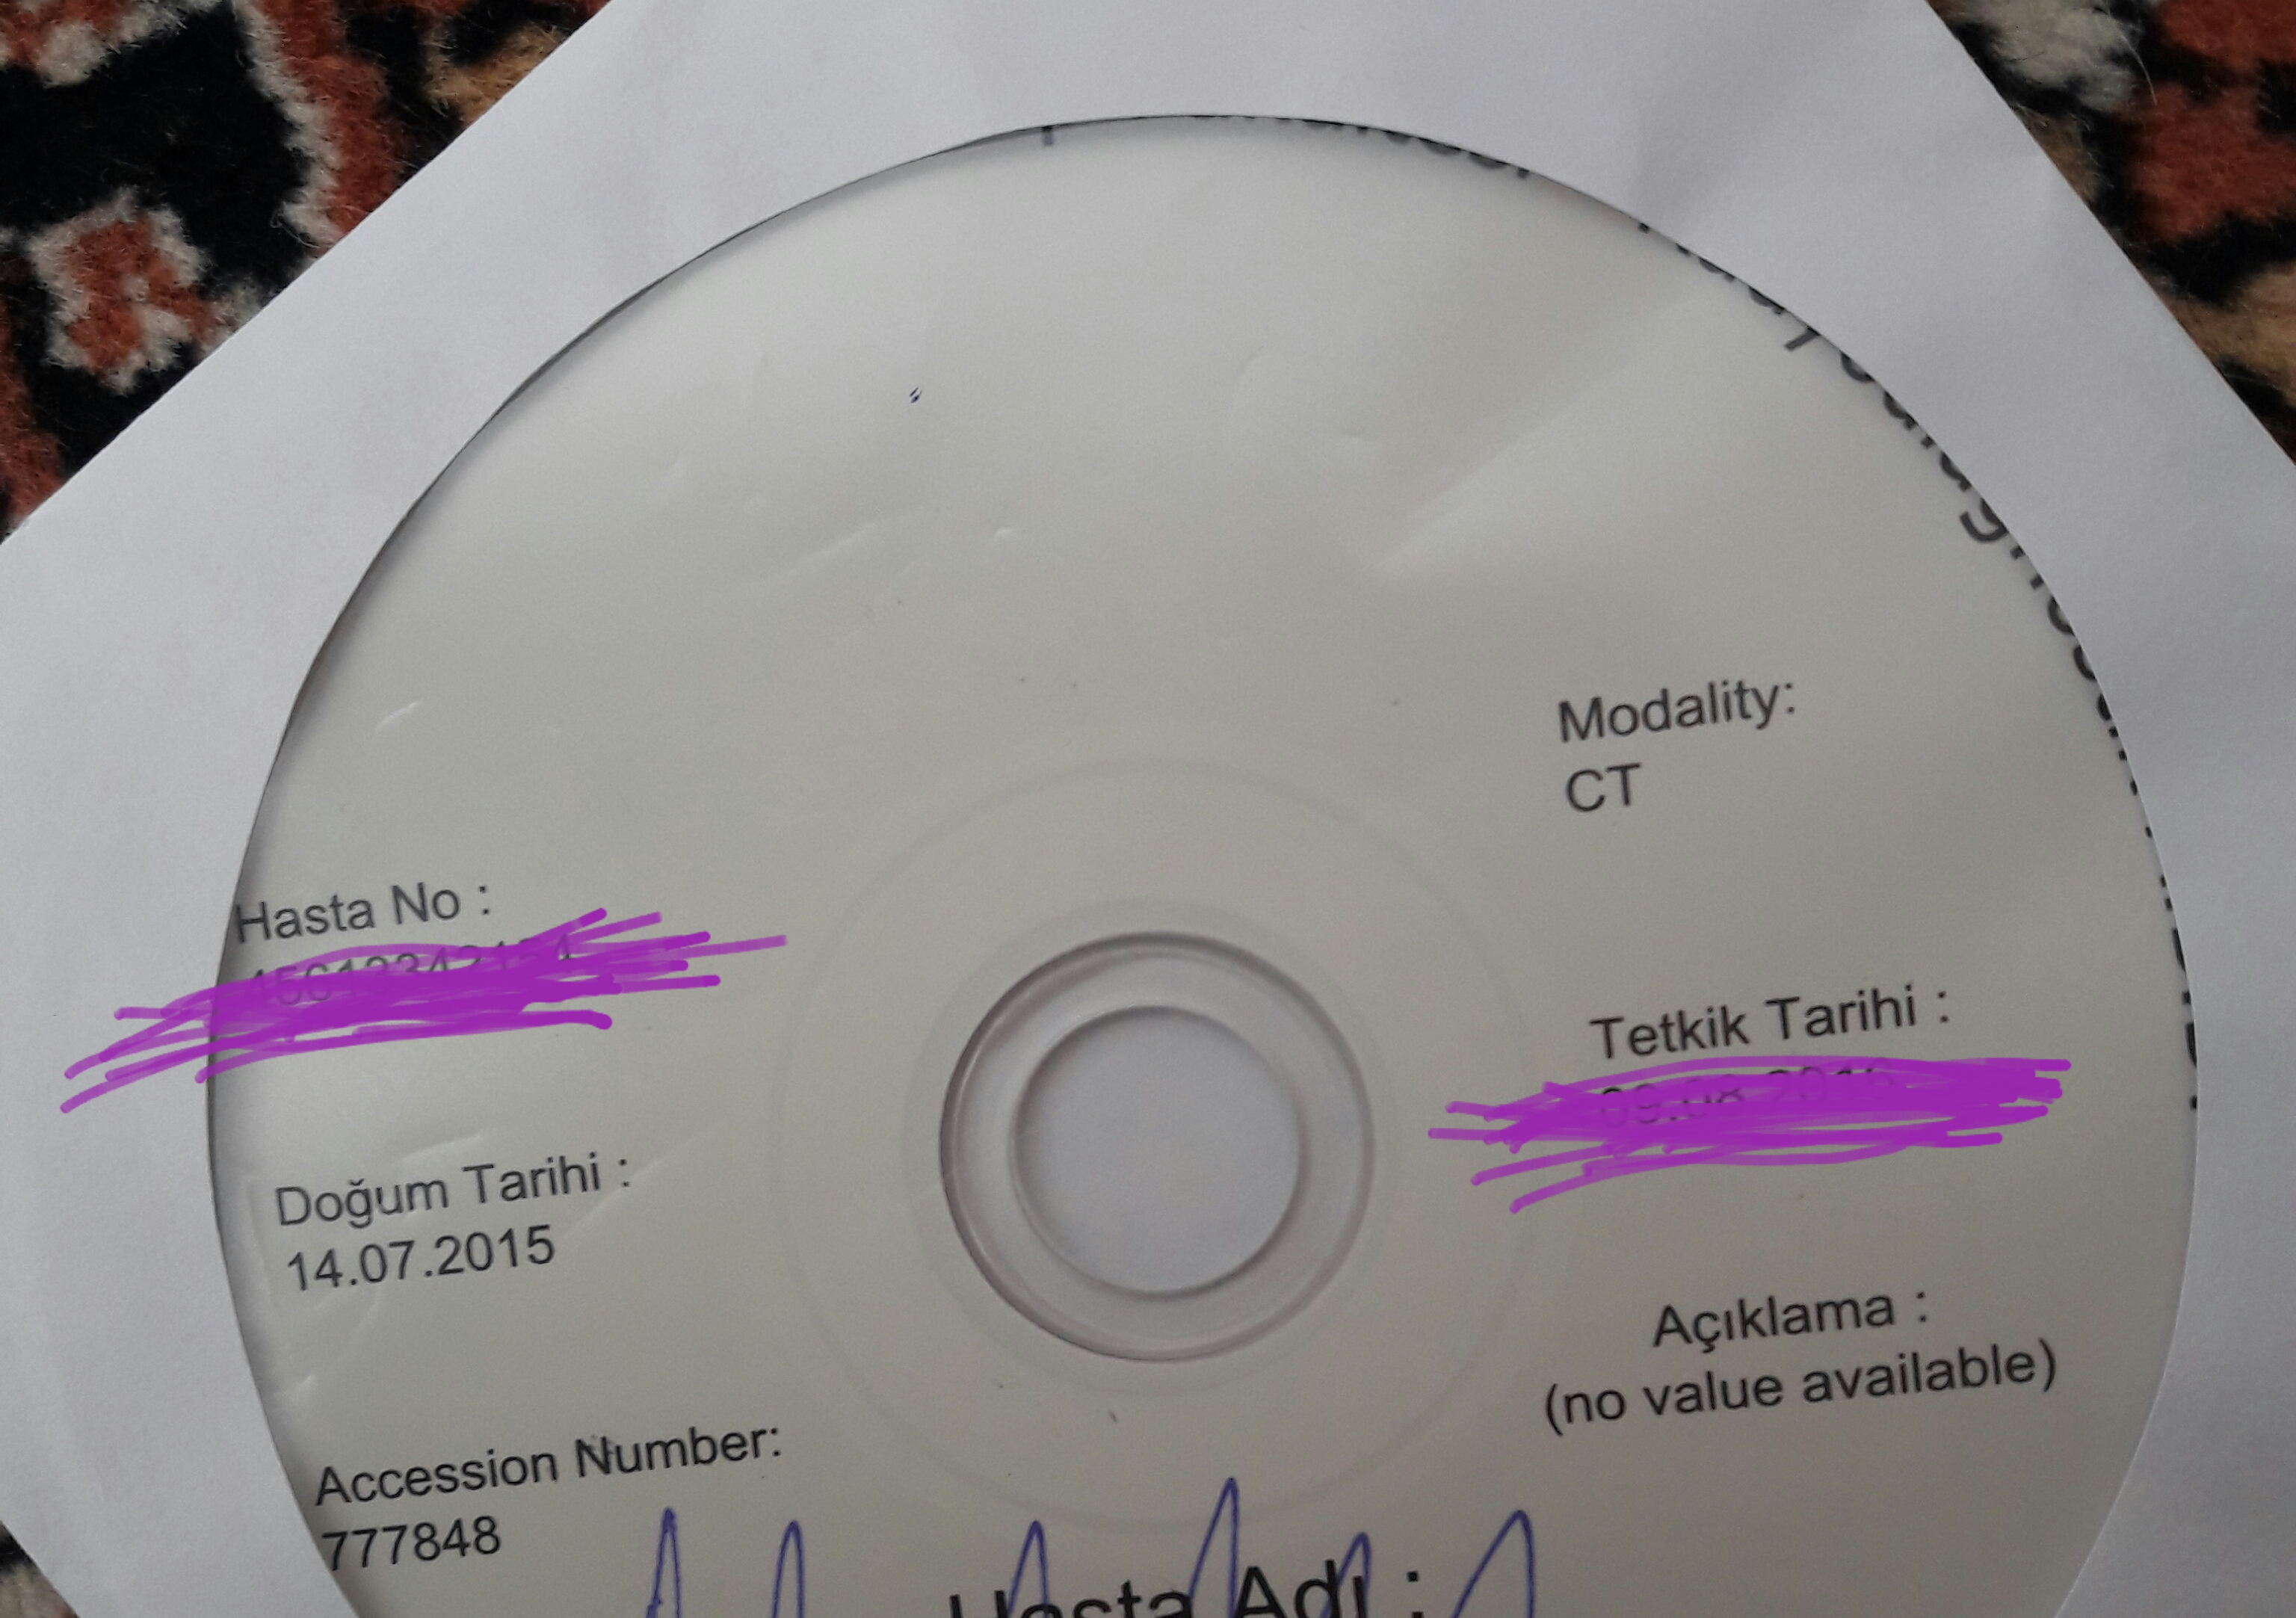 Modality:
CT
Hasta No :
Tetkik Tarihi :
Doğum Tarihi :
14.07.2015
Açıklama :
(no value available)
Accession Number:
777848
Hasta Adı :